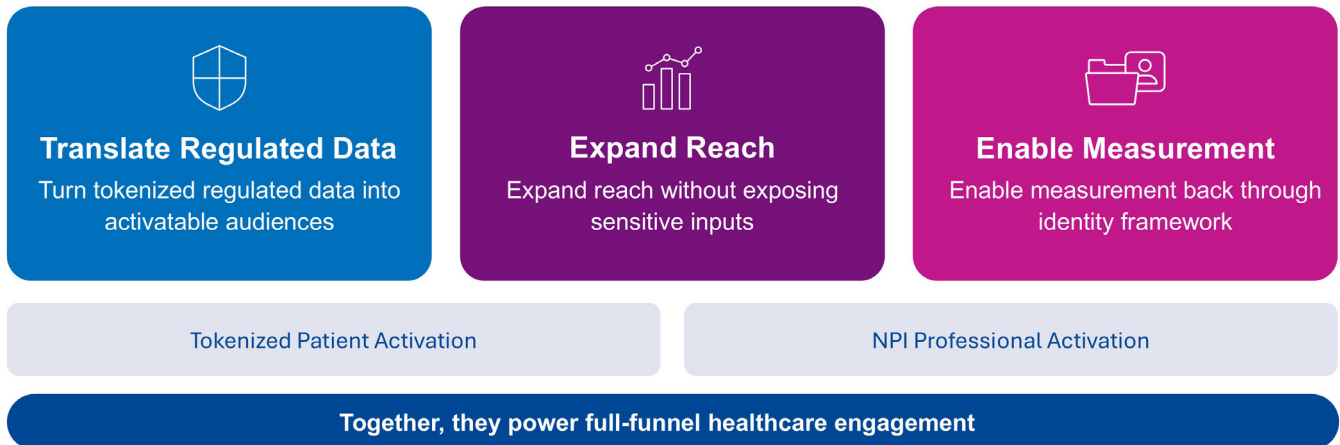 Translate Regulated Data
Turn tokenized regulated data into
activatable audiences
Expand Reach
Expand reach without exposing
sensitive inputs
Enable Measurement
Enable measurement back through
identity framework
Tokenized Patient Activation
NPI Professional Activation
Together, they power full-funnel healthcare engagement